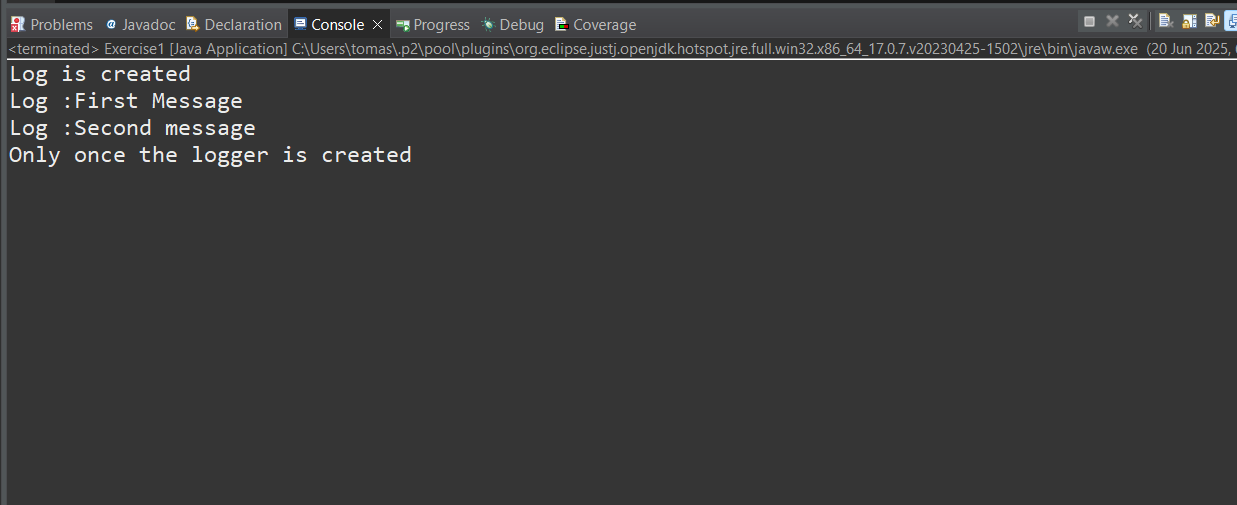 Problems @ Javadoc Declaration Console Progress Debug Coverage
<terminated> Exercise1 [Java Application] C:\Users\tomas\.p2\pool\plugins\org.eclipse.justj.openjdk.hotspot.jre.full.win32.x86_64_17.0.7.v20230425-1502\jre\bin\javaw.exe (20 Jun 2025,
Log is created
Log :First Message
Log :Second message
Only once the logger is created